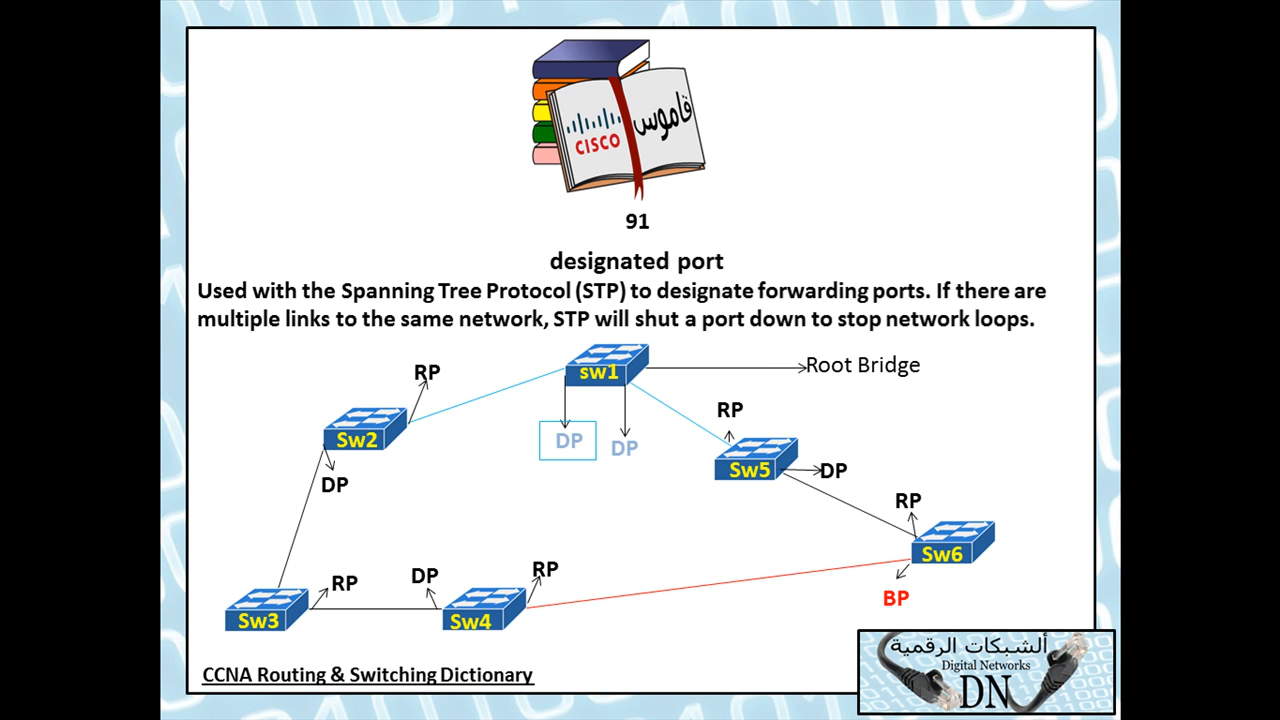 CISCO
قاموس
91
designated port
Used with the Spanning Tree Protocol (STP) to designate forwarding ports. If there are
multiple links to the same network, STP will shut a port down to stop network loops.
sw1
Root Bridge
RP
Sw2
DP
DP
DP
RP
Sw5
DP
RP
Sw6
BP
RP
Sw3
DP
RP
Sw4
CCNA Routing & Switching Dictionary
ألشبكات الرقمية
Digital Networks
DN